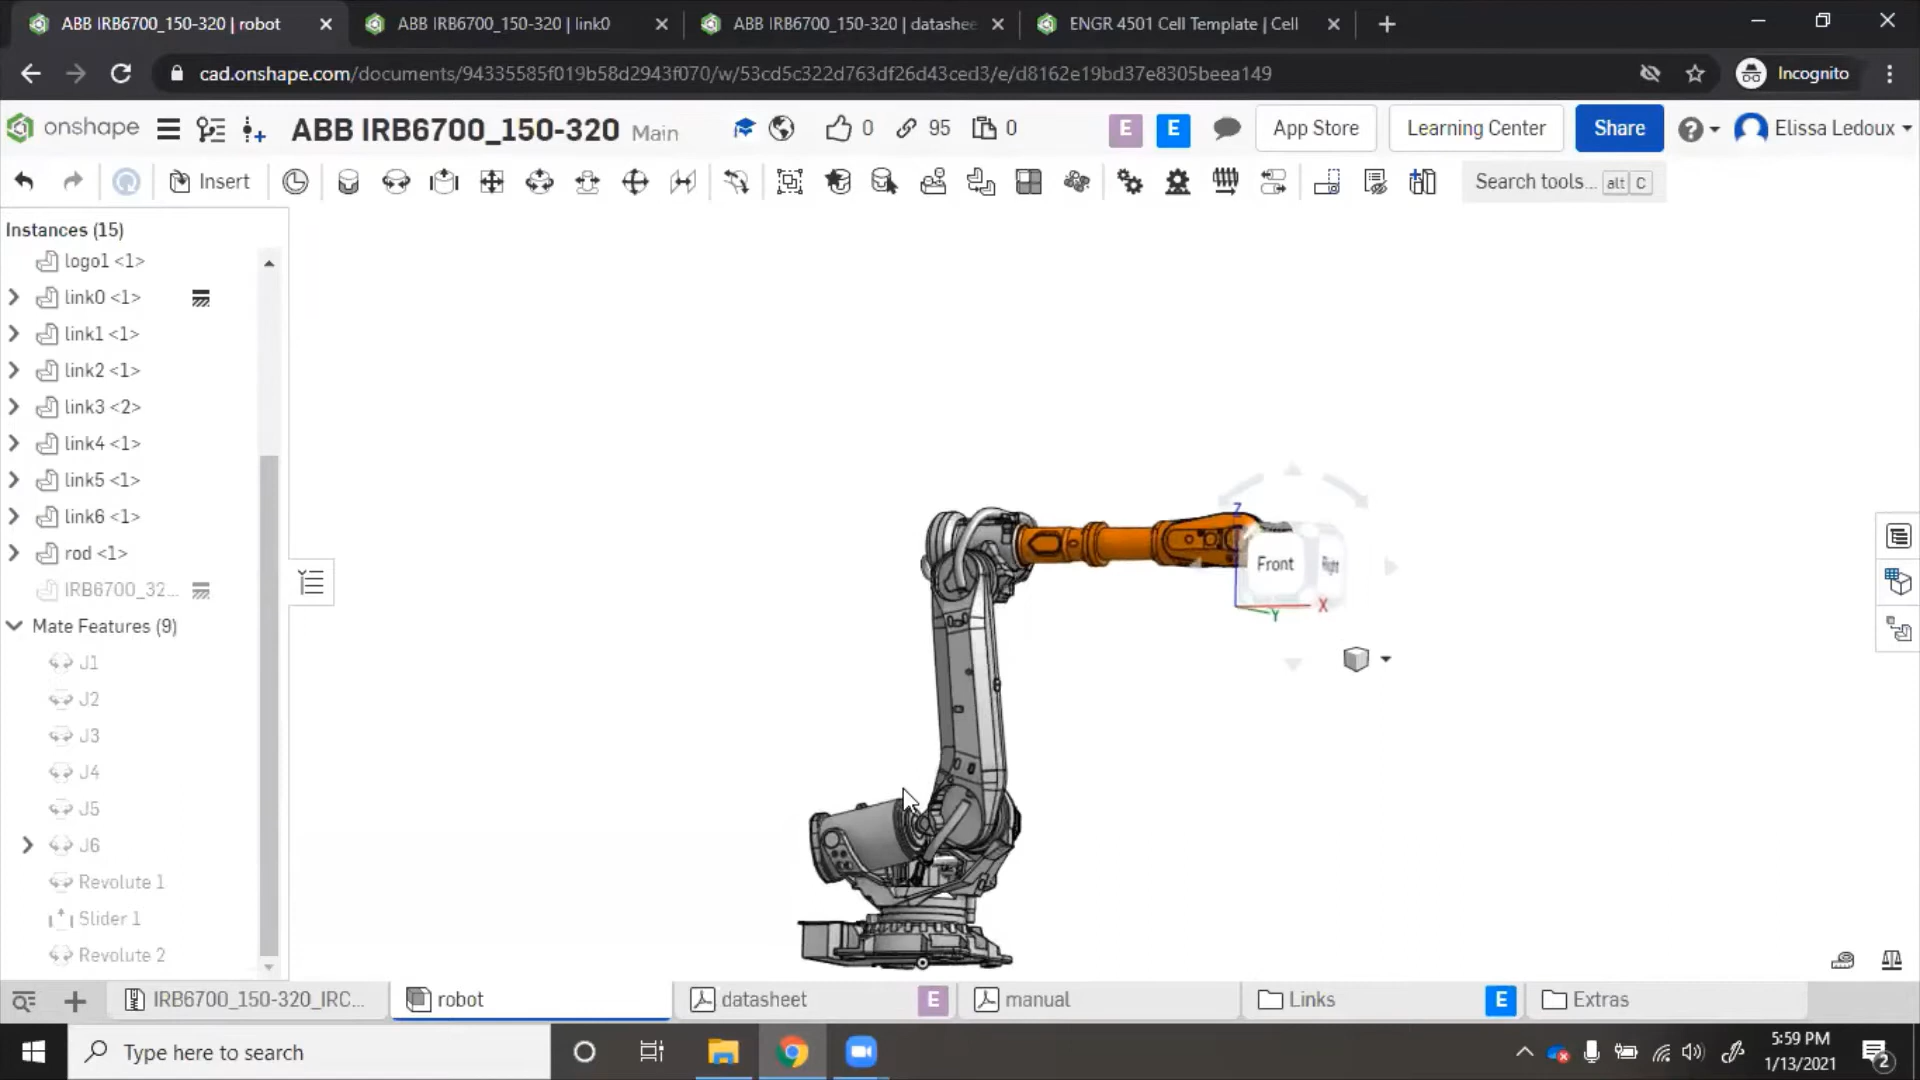 ABB IRB6700_150-320 | robot
ABB IRB6700_150-320 | link0
ABB IRB6700_150-320 | datashee
ENGR 4501 Cell Template | Cell
cad.onshape.com/documents/94335585f019b58d2943f070/w/53cd5c322d763df26d43ced3/e/d8162e19bd37e8305beea149
Incognito
onshape
ABB IRB6700_150-320 Main
0
95
0
E
E
App Store
Learning Center
Share
Elissa Ledoux
Insert
Search tools... alt C
Instances (15)
logo1 <1>
link0 <1>
link1 <1>
link2 <1>
link3 <2>
link4 <1>
link5 <1>
link6 <1>
rod <1>
IRB6700_32...
Mate Features (9)
J1
J2
J3
J4
J5
J6
Revolute 1
Slider 1
Revolute 2
Z
Front
Right
X
Y
IRB6700_150-320_IRC...
robot
datasheet
E
manual
Links
E
Extras
Type here to search
5:59 PM
1/13/2021
2